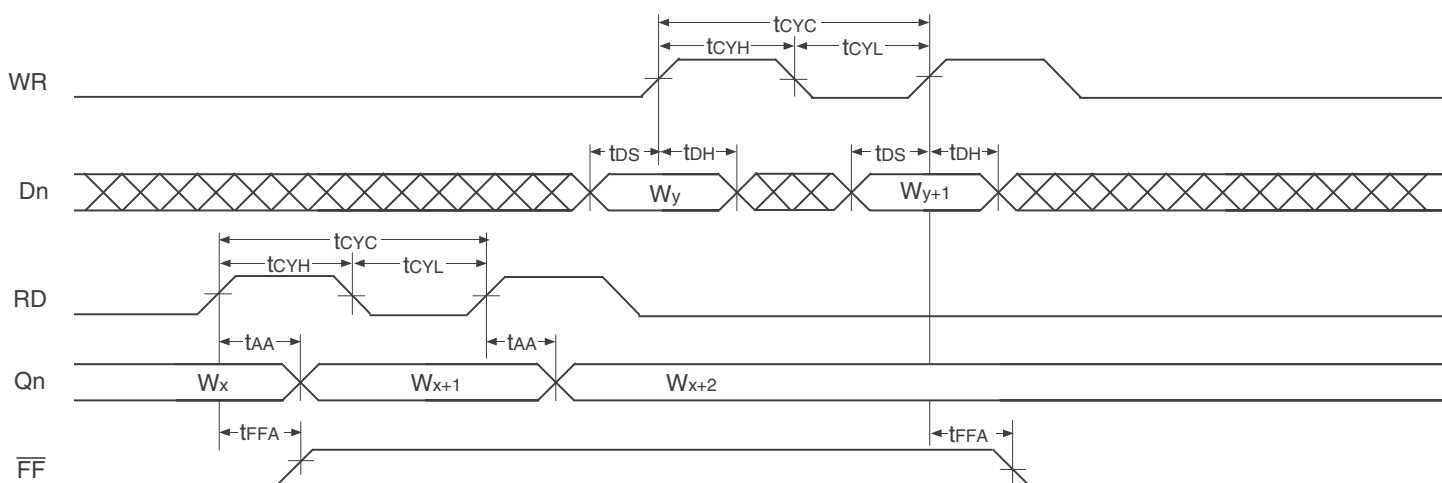 tCYC
tCYH tCYL
WR
tDS tDH tDS tDH
Dn Wy Wy+1
tCYC
tCYH tCYL
RD
tAA tAA
Qn Wx Wx+1 Wx+2
tFFA tFFA
FF